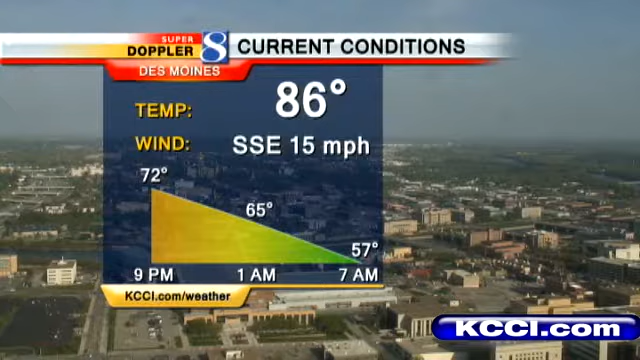 SUPER
DOPPLER 8 CURRENT CONDITIONS
DES MOINES
TEMP: 86°
WIND: SSE 15 mph
72°
65°
57°
9 PM 1 AM 7 AM
KCCI.com/weather
KCCI.com